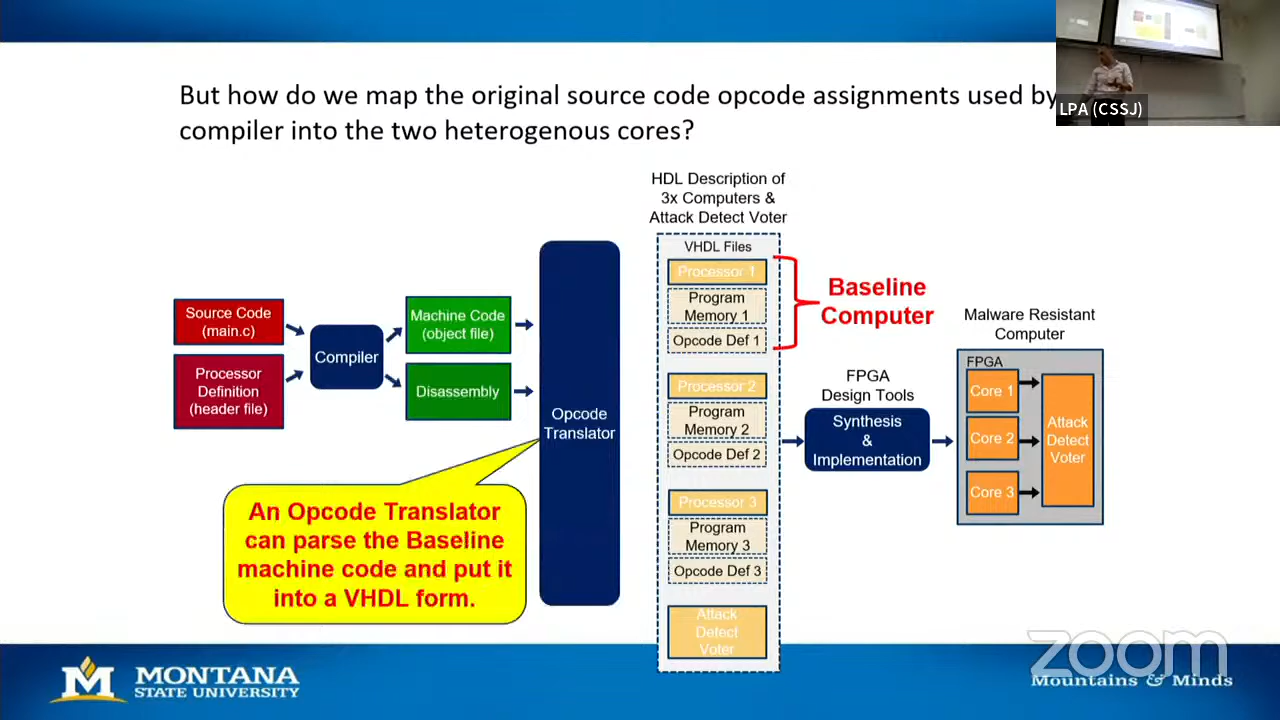 But how do we map the original source code opcode assignments used by
compiler into the two heterogenous cores?
LPA (CSSJ)
HDL Description of
3x Computers &
Attack Detect Voter
VHDL Files
Processor 1
Program
Memory 1
Opcode Def 1
Baseline
Computer
Processor 2
Program
Memory 2
Opcode Def 2
Processor 3
Program
Memory 3
Opcode Def 3
Attack
Detect
Voter
Source Code
(main.c)
Processor
Definition
(header file)
Compiler
Machine Code
(object file)
Disassembly
Opcode
Translator
An Opcode Translator
can parse the Baseline
machine code and put it
into a VHDL form.
FPGA
Design Tools
Synthesis
&
Implementation
Malware Resistant
Computer
FPGA
Core 1
Core 2
Core 3
Attack
Detect
Voter
M
MONTANA
STATE UNIVERSITY
zoom
Mountains & Minds